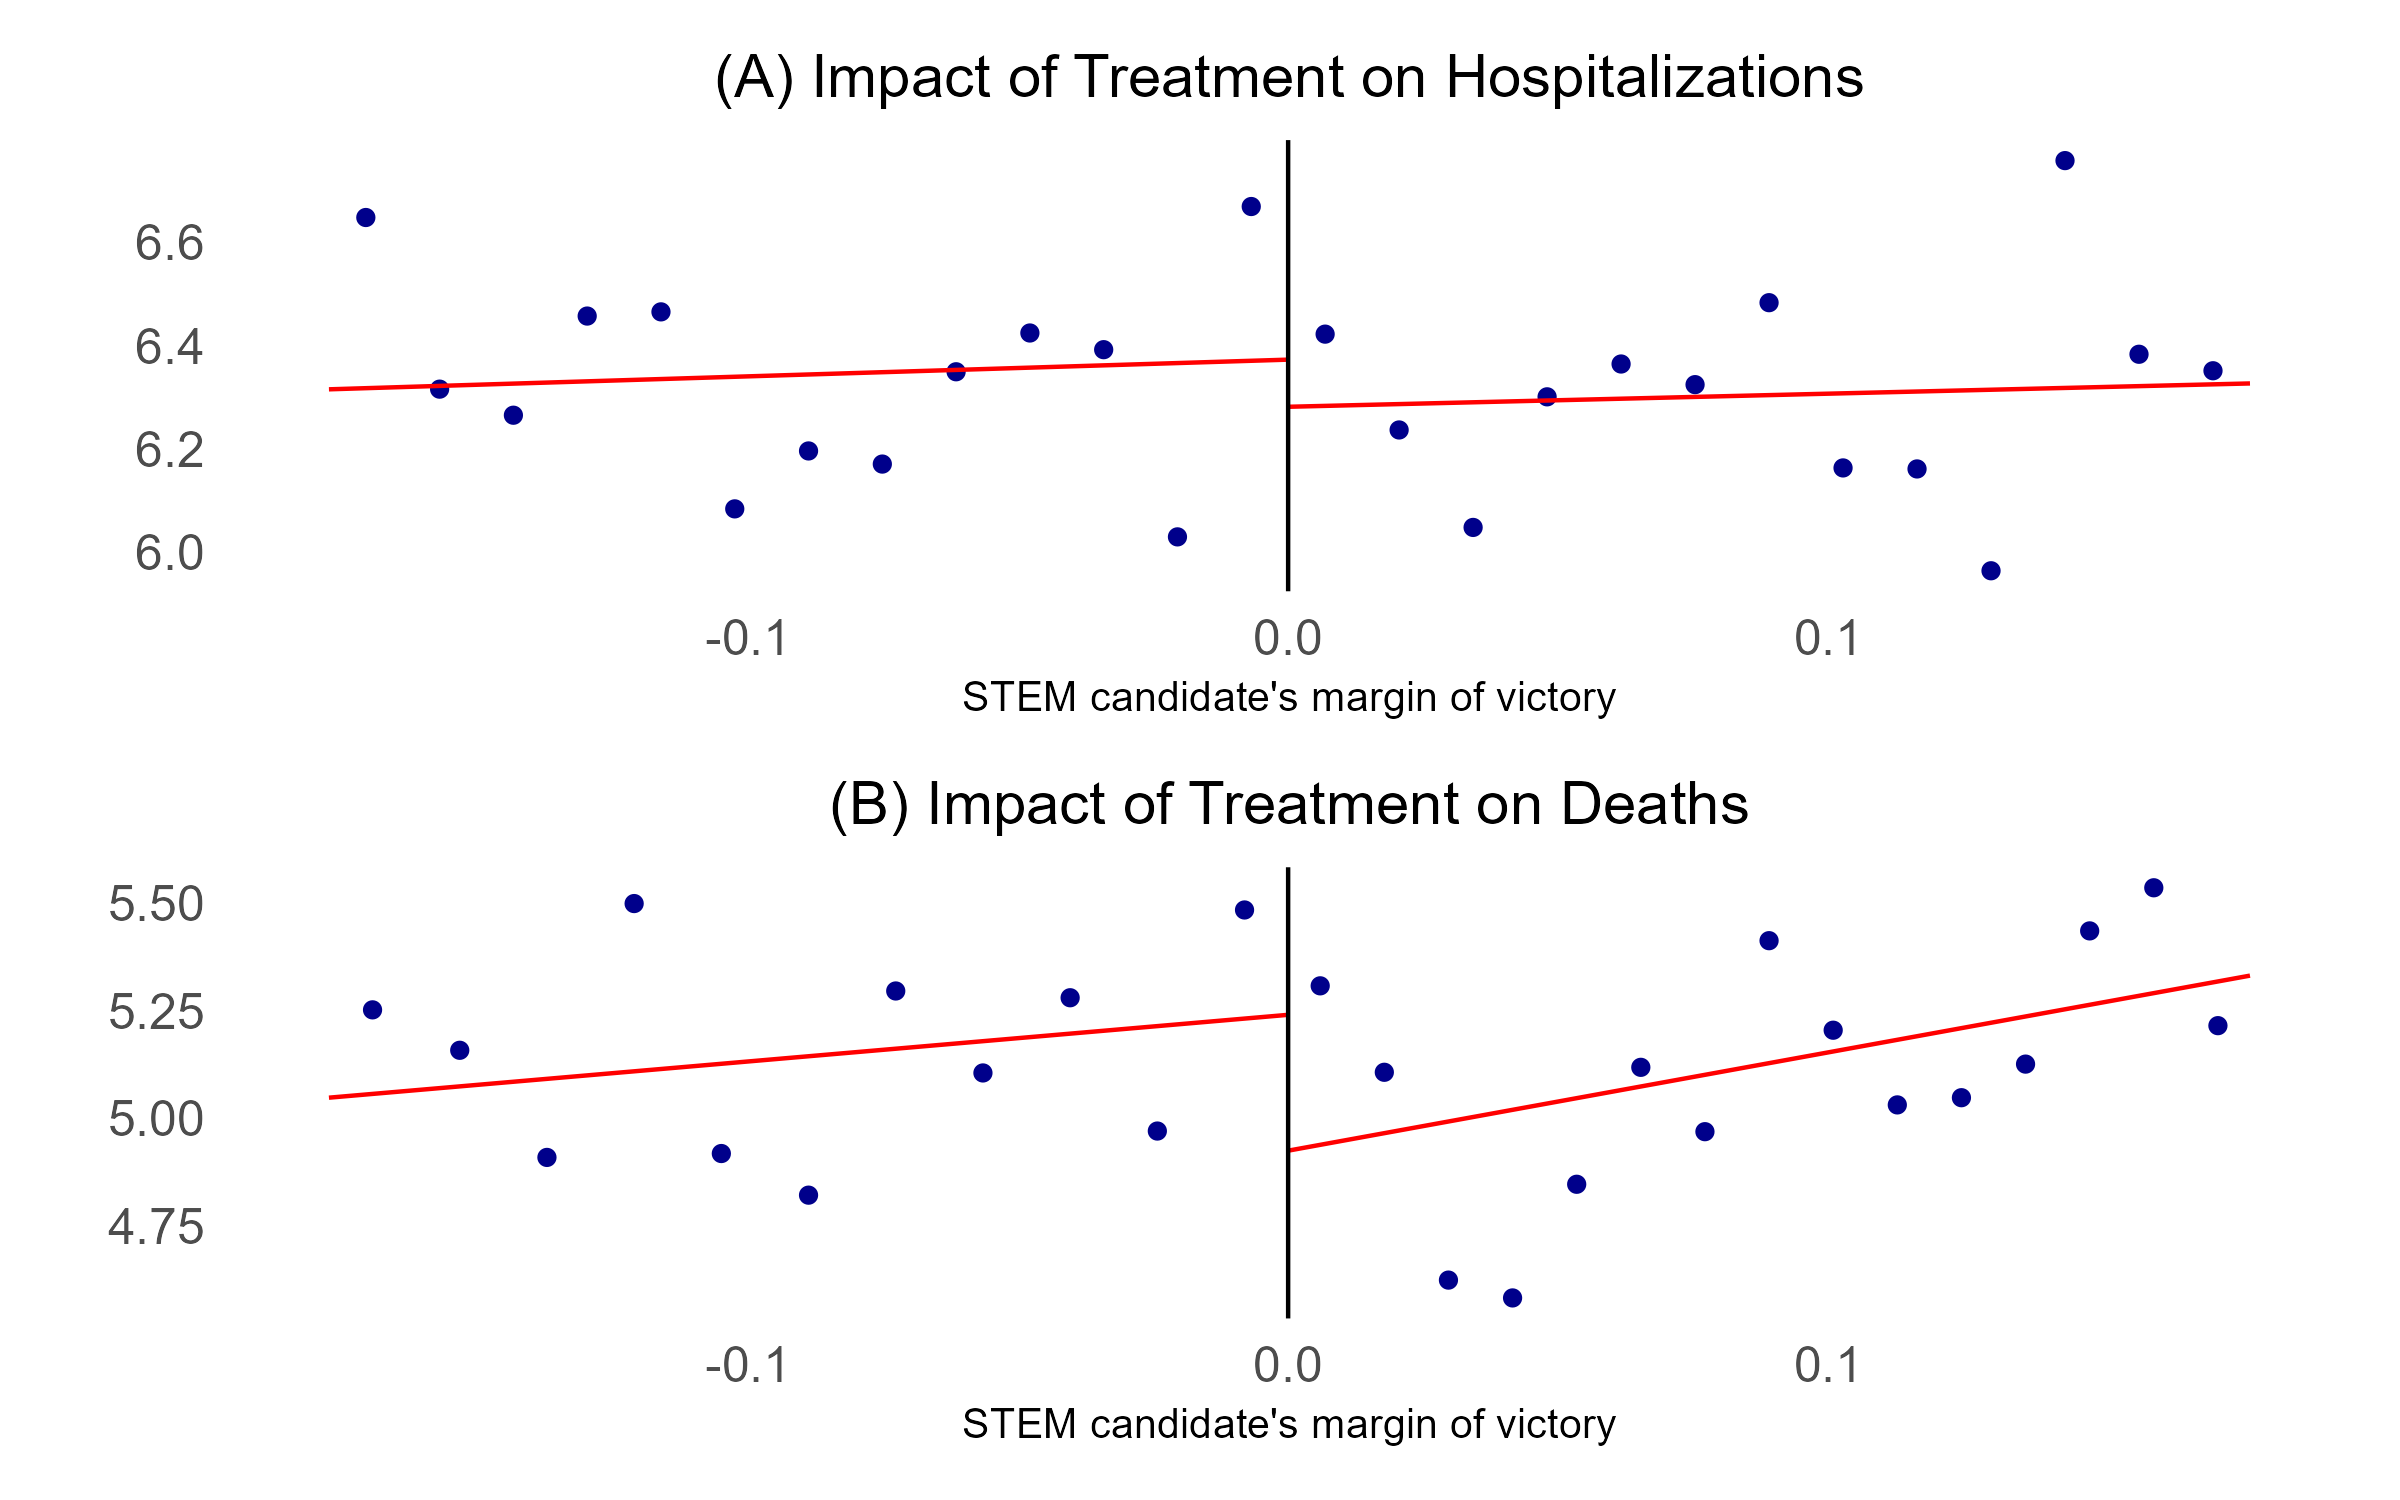 (A) Impact of Treatment on Hospitalizations
6.6
6.4
6.2
6.0
-0.1 0.0 0.1
STEM candidate's margin of victory
(B) Impact of Treatment on Deaths
5.50
5.25
5.00
4.75
-0.1 0.0 0.1
STEM candidate's margin of victory